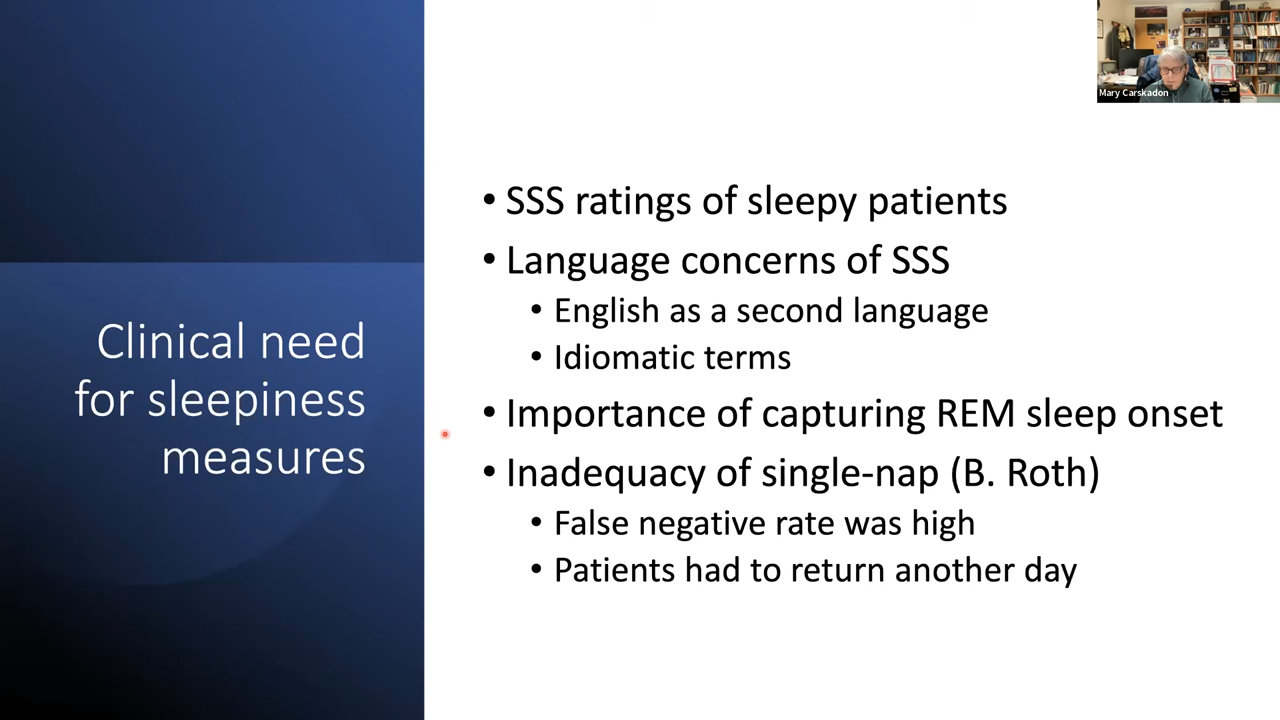 Clinical need
for sleepiness
measures
• SSS ratings of sleepy patients
• Language concerns of SSS
• English as a second language
• Idiomatic terms
• Importance of capturing REM sleep onset
• Inadequacy of single-nap (B. Roth)
• False negative rate was high
• Patients had to return another day
Mary Carskadon